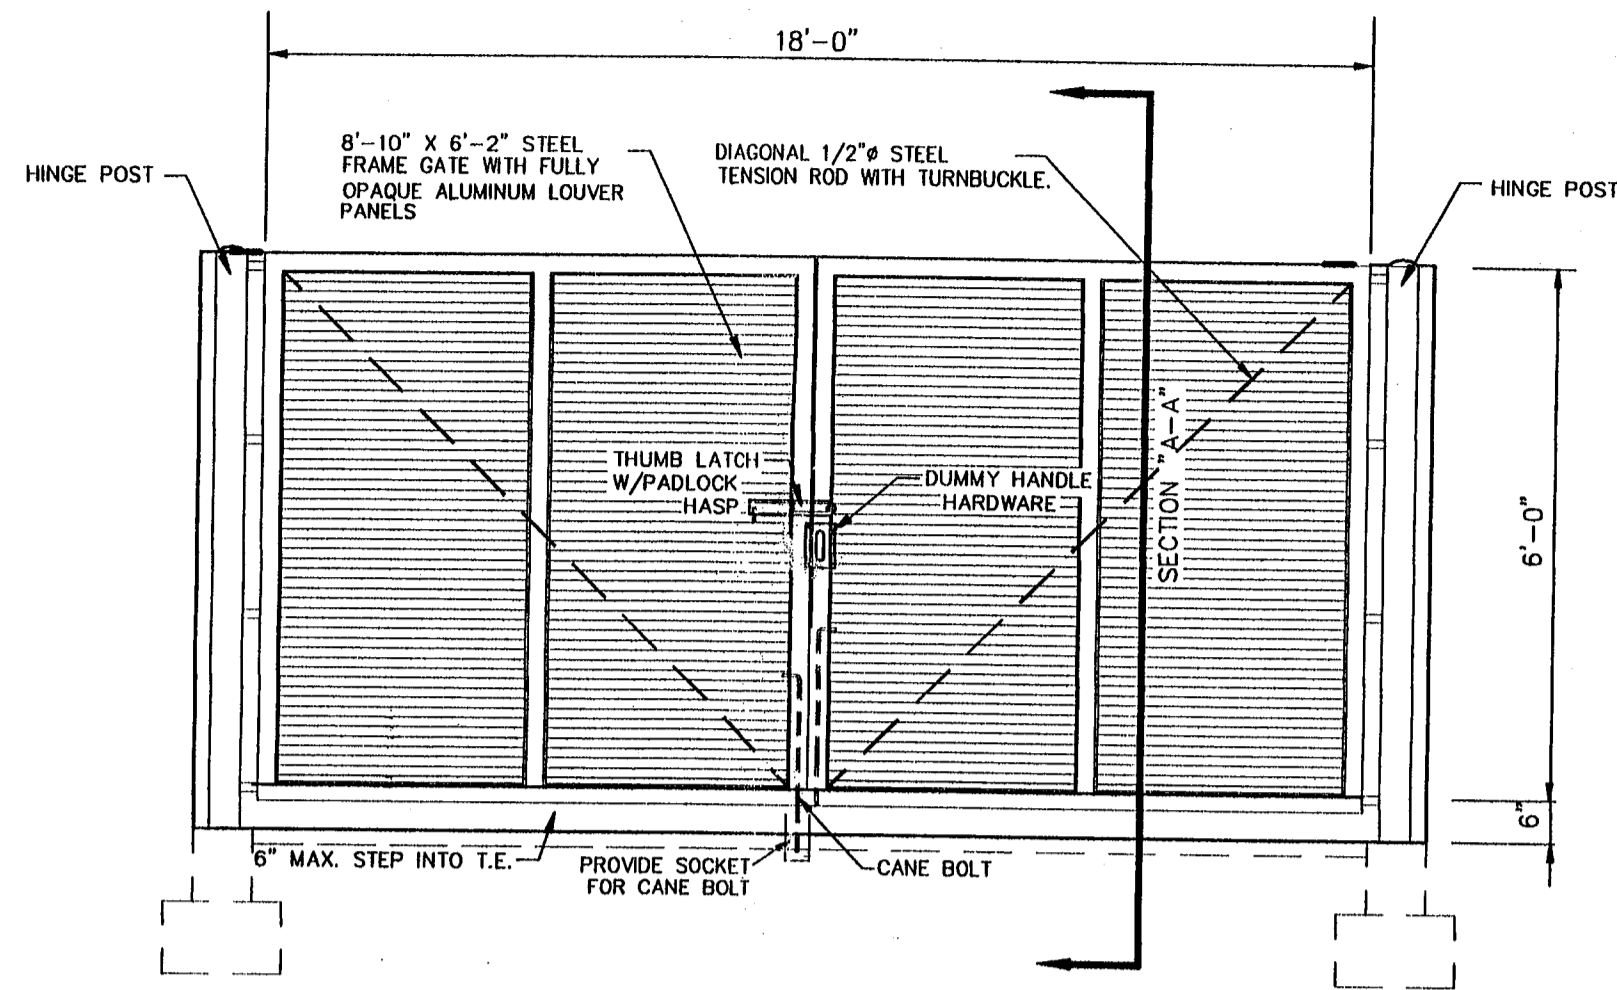 18'-0"
8'-10" X 6'-2" STEEL
FRAME GATE WITH FULLY
OPAQUE ALUMINUM LOUVER
PANELS
DIAGONAL 1/2"ø STEEL
TENSION ROD WITH TURNBUCKLE.
HINGE POST
HINGE POST
THUMB LATCH
W/PADLOCK
HASP
DUMMY HANDLE
HARDWARE
SECTION "A-A"
6'-0"
6"
6" MAX. STEP INTO T.E.
PROVIDE SOCKET
FOR CANE BOLT
CANE BOLT